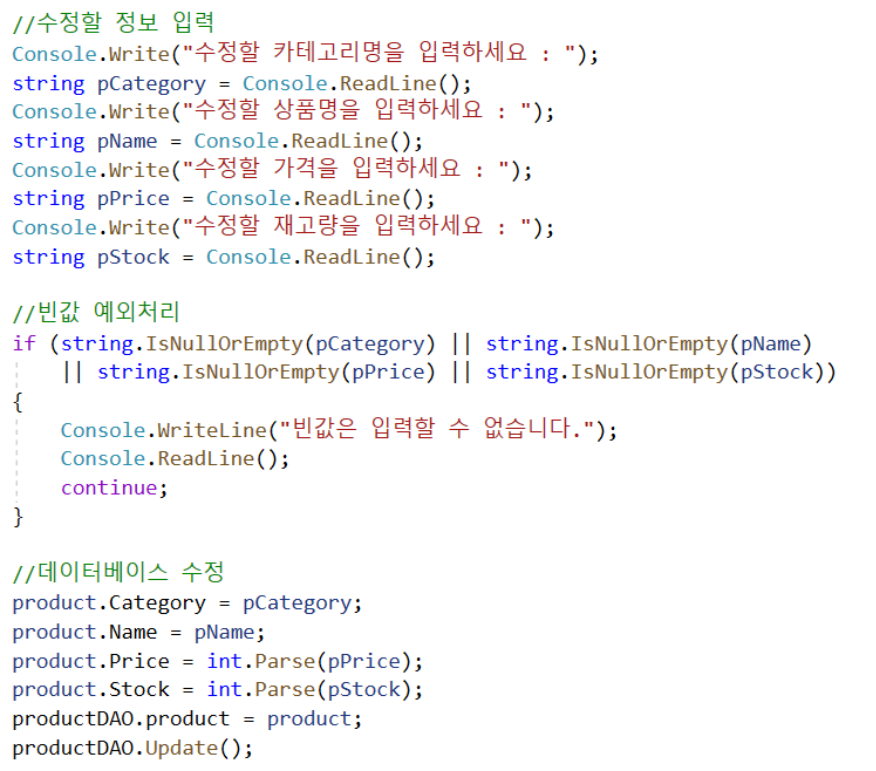 //수정할 정보 입력
Console.Write("수정할 카테고리명을 입력하세요 : ");
string pCategory = Console.ReadLine();
Console.Write("수정할 상품명을 입력하세요 : ");
string pName = Console.ReadLine();
Console.Write("수정할 가격을 입력하세요 : ");
string pPrice = Console.ReadLine();
Console.Write("수정할 재고량을 입력하세요 : ");
string pStock = Console.ReadLine();

//빈값 예외처리
if (string.IsNullOrEmpty(pCategory) || string.IsNullOrEmpty(pName)
    || string.IsNullOrEmpty(pPrice) || string.IsNullOrEmpty(pStock))
{
    Console.WriteLine("빈값은 입력할 수 없습니다.");
    Console.ReadLine();
    continue;
}

//데이터베이스 수정
product.Category = pCategory;
product.Name = pName;
product.Price = int.Parse(pPrice);
product.Stock = int.Parse(pStock);
productDAO.product = product;
productDAO.Update();